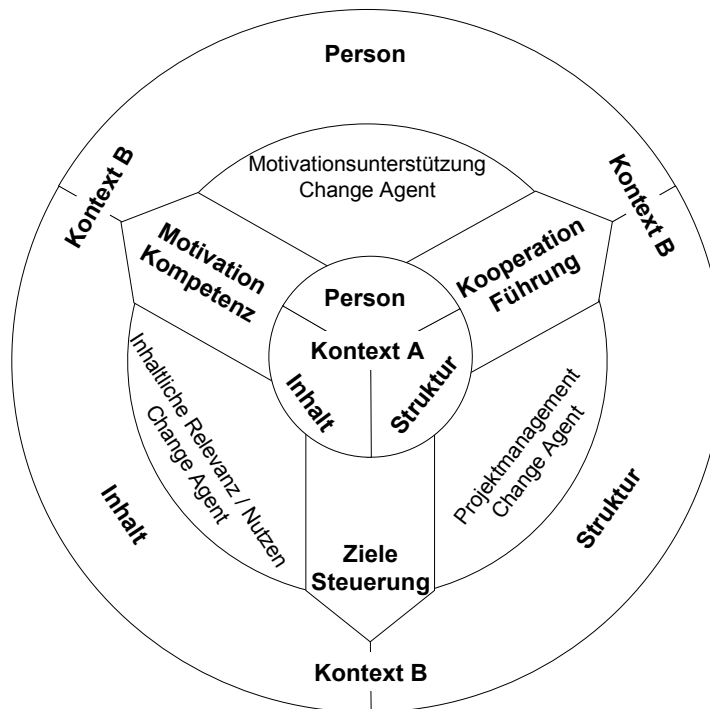 Person
Kontext B
Kontext B
Motivationsunterstützung
Change Agent
Motivation
Kompetenz
Kooperation
Führung
Person
Kontext A
Inhalt
Struktur
Inhaltliche Relevanz / Nutzen
Change Agent
Projektmanagement
Change Agent
Inhalt
Struktur
Ziele
Steuerung
Kontext B